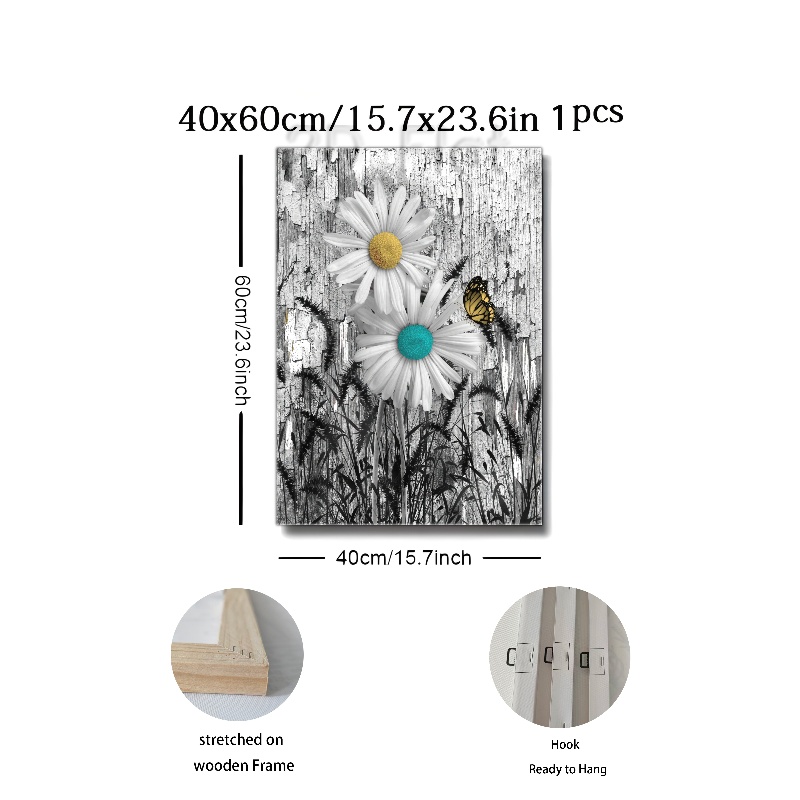 40x60cm/15.7x23.6in 1pcs
60cm/23.6inch
40cm/15.7inch
stretched on
wooden Frame
Hook
Ready to Hang